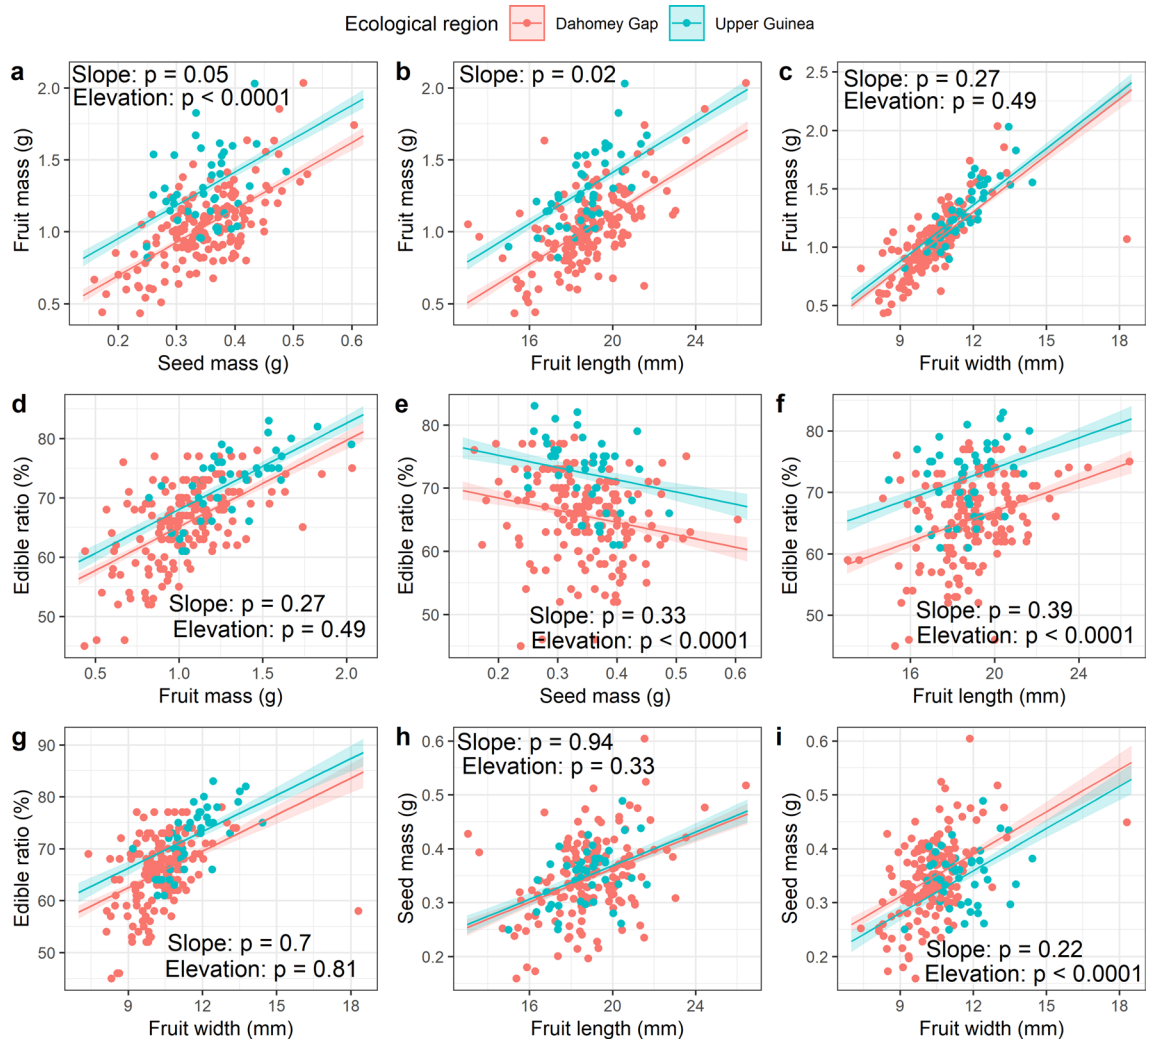 Ecological region Dahomey Gap Upper Guinea
a
Slope: p = 0.05
Elevation: p < 0.0001
2.0
1.5
1.0
0.5
Fruit mass (g)
0.2 0.3 0.4 0.5 0.6
Seed mass (g)
b
Slope: p = 0.02
2.0
1.5
1.0
0.5
Fruit mass (g)
16 20 24
Fruit length (mm)
c
Slope: p = 0.27
Elevation: p = 0.49
2.5
2.0
1.5
1.0
0.5
Fruit mass (g)
9 12 15 18
Fruit width (mm)
d
80
70
60
50
Edible ratio (%)
Slope: p = 0.27
Elevation: p = 0.49
0.5 1.0 1.5 2.0
Fruit mass (g)
e
80
70
60
50
Edible ratio (%)
Slope: p = 0.33
Elevation: p < 0.0001
0.2 0.3 0.4 0.5 0.6
Seed mass (g)
f
80
70
60
50
Edible ratio (%)
Slope: p = 0.39
Elevation: p < 0.0001
16 20 24
Fruit length (mm)
g
90
80
70
60
50
Edible ratio (%)
Slope: p = 0.7
Elevation: p = 0.81
9 12 15 18
Fruit width (mm)
h
Slope: p = 0.94
Elevation: p = 0.33
0.6
0.5
0.4
0.3
0.2
Seed mass (g)
16 20 24
Fruit length (mm)
i
0.6
0.5
0.4
0.3
0.2
Seed mass (g)
Slope: p = 0.22
Elevation: p < 0.0001
9 12 15 18
Fruit width (mm)